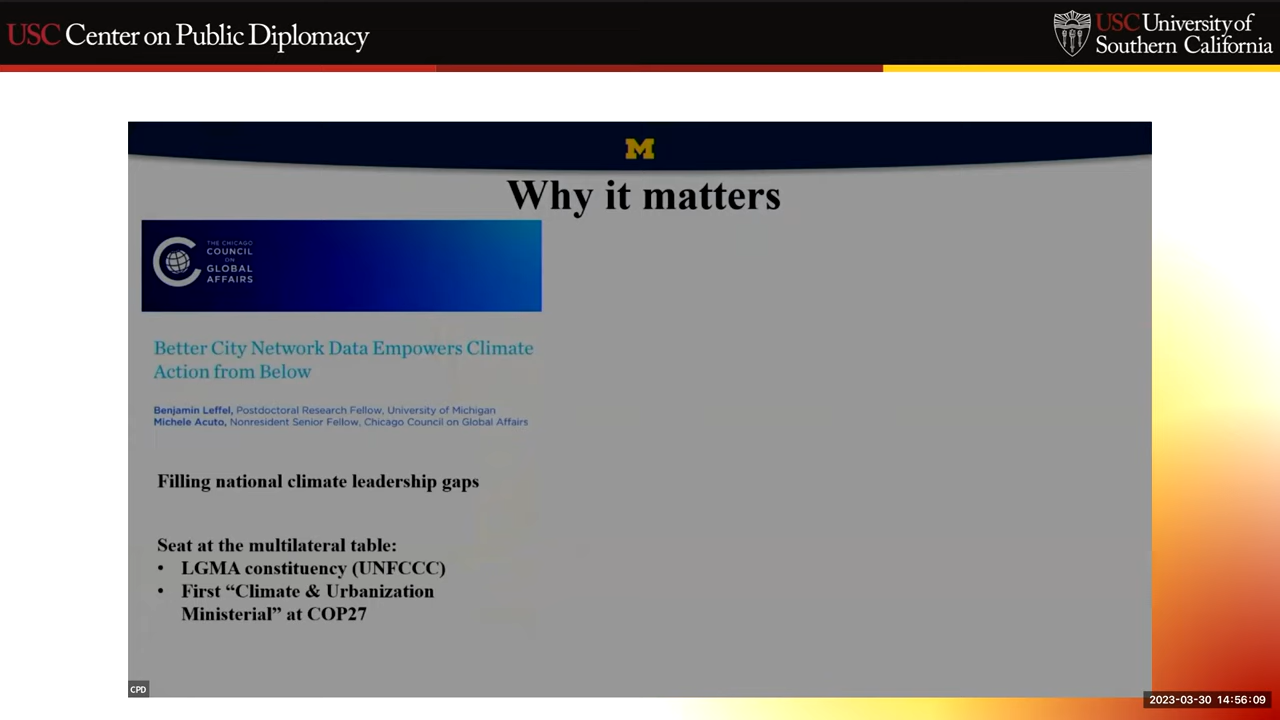 USC Center on Public Diplomacy
USC University of
Southern California
M
Why it matters
THE CHICAGO
COUNCIL
ON
GLOBAL
AFFAIRS
Better City Network Data Empowers Climate
Action from Below
Benjamin Leffel, Postdoctoral Research Fellow, University of Michigan
Michele Acuto, Nonresident Senior Fellow, Chicago Council on Global Affairs
Filling national climate leadership gaps
Seat at the multilateral table:
• LGMA constituency (UNFCCC)
• First “Climate & Urbanization
Ministerial” at COP27
CPD
2023-03-30 14:56:09